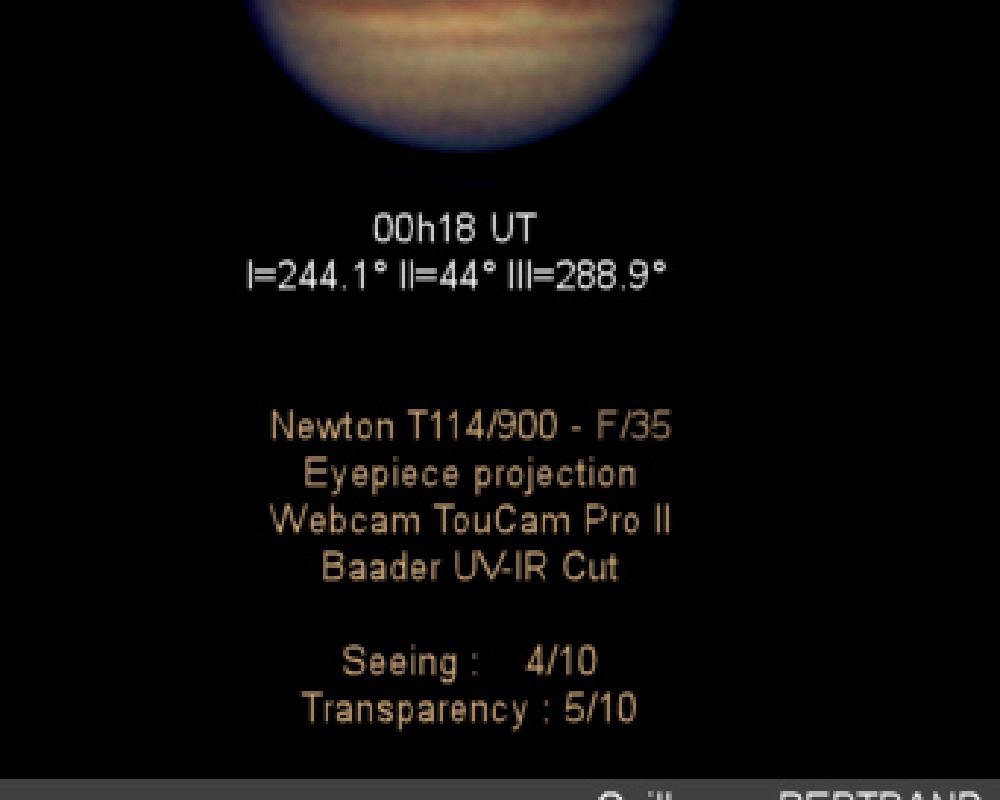 00h18 UT
I=244.1° II=44° III=288.9°
Newton T114/900 - F/35
Eyepiece projection
Webcam TouCam Pro II
Baader UV-IR Cut
Seeing : 4/10
Transparency : 5/10
BERTRAND